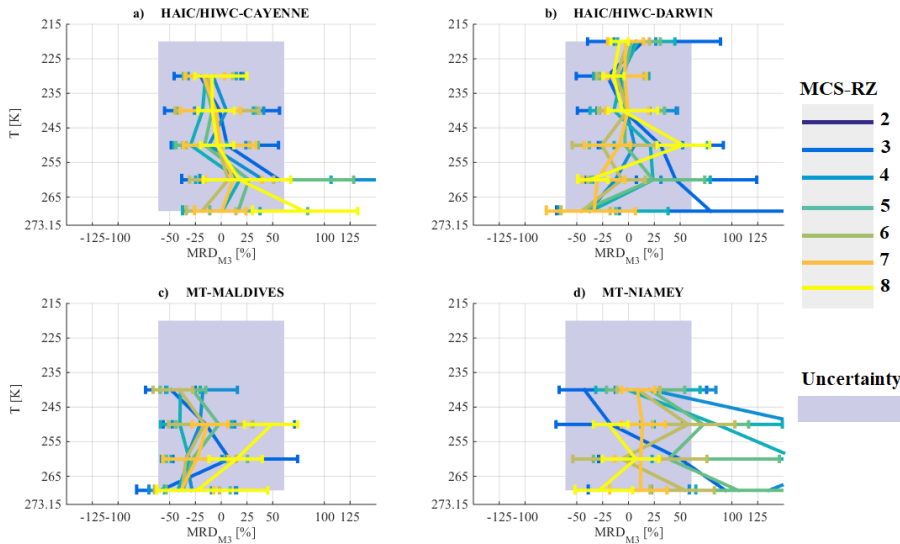 a) HAIC/HIWC-CAYENNE
215
225
235
245
255
265
273.15
T [K]
-125-100 -50 -25 0 25 50 100 125
MRD_M3 [%]
b) HAIC/HIWC-DARWIN
215
225
235
245
255
265
273.15
-125-100 -50 -25 0 25 50 100 125
MRD_M3 [%]
c) MT-MALDIVES
215
225
235
245
255
265
273.15
T [K]
-125-100 -50 -25 0 25 50 100 125
MRD_M3 [%]
d) MT-NIAMEY
215
225
235
245
255
265
273.15
-125-100 -50 -25 0 25 50 100 125
MRD_M3 [%]
MCS-RZ
2
3
4
5
6
7
8
Uncertainty